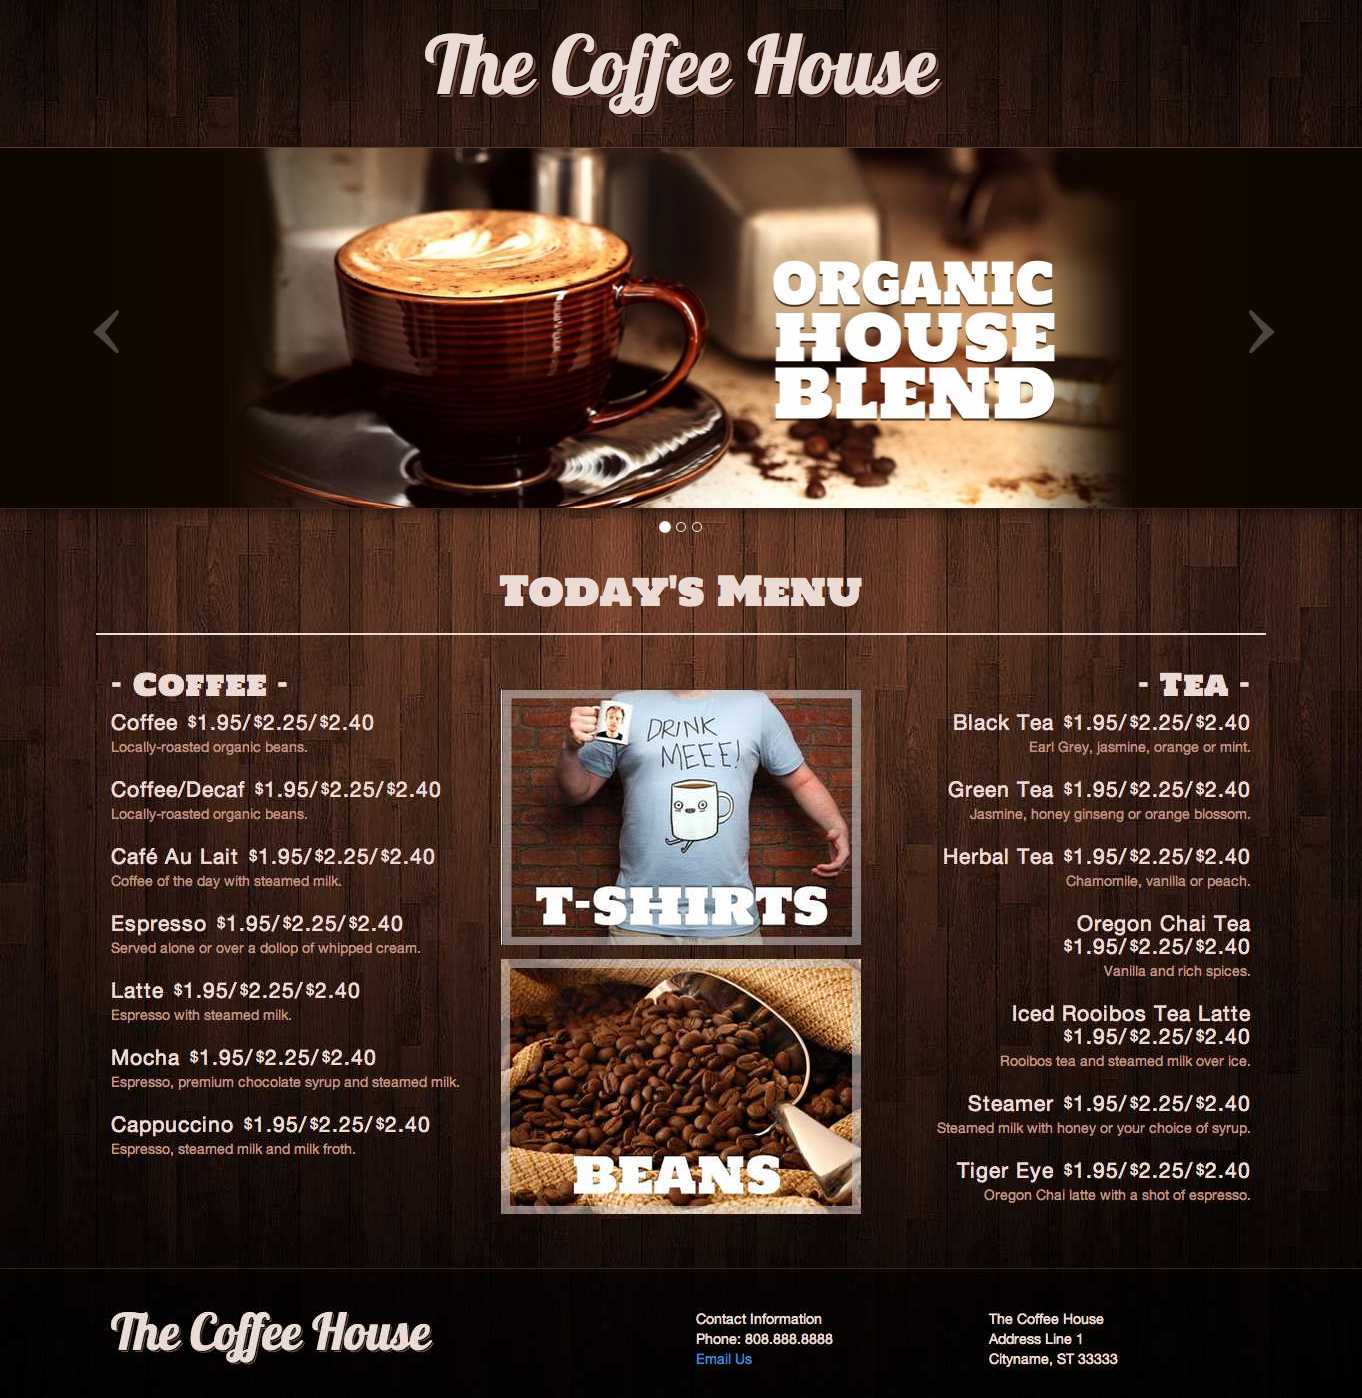 The Coffee House
ORGANIC
HOUSE
BLEND
TODAY'S MENU
- COFFEE -
Coffee $1.95/$2.25/$2.40
Locally-roasted organic beans.
Coffee/Decaf $1.95/$2.25/$2.40
Locally-roasted organic beans.
Café Au Lait $1.95/$2.25/$2.40
Coffee of the day with steamed milk.
Espresso $1.95/$2.25/$2.40
Served alone or over a dollop of whipped cream.
Latte $1.95/$2.25/$2.40
Espresso with steamed milk.
Mocha $1.95/$2.25/$2.40
Espresso, premium chocolate syrup and steamed milk.
Cappuccino $1.95/$2.25/$2.40
Espresso, steamed milk and milk froth.
DRINK
MEEE!
T-SHIRTS
BEANS
- TEA -
Black Tea $1.95/$2.25/$2.40
Earl Grey, jasmine, orange or mint.
Green Tea $1.95/$2.25/$2.40
Jasmine, honey ginseng or orange blossom.
Herbal Tea $1.95/$2.25/$2.40
Chamomile, vanilla or peach.
Oregon Chai Tea
$1.95/$2.25/$2.40
Vanilla and rich spices.
Iced Rooibos Tea Latte
$1.95/$2.25/$2.40
Rooibos tea and steamed milk over ice.
Steamer $1.95/$2.25/$2.40
Steamed milk with honey or your choice of syrup.
Tiger Eye $1.95/$2.25/$2.40
Oregon Chai latte with a shot of espresso.
The Coffee House
Contact Information
Phone: 808.888.8888
Email Us
The Coffee House
Address Line 1
Cityname, ST 33333